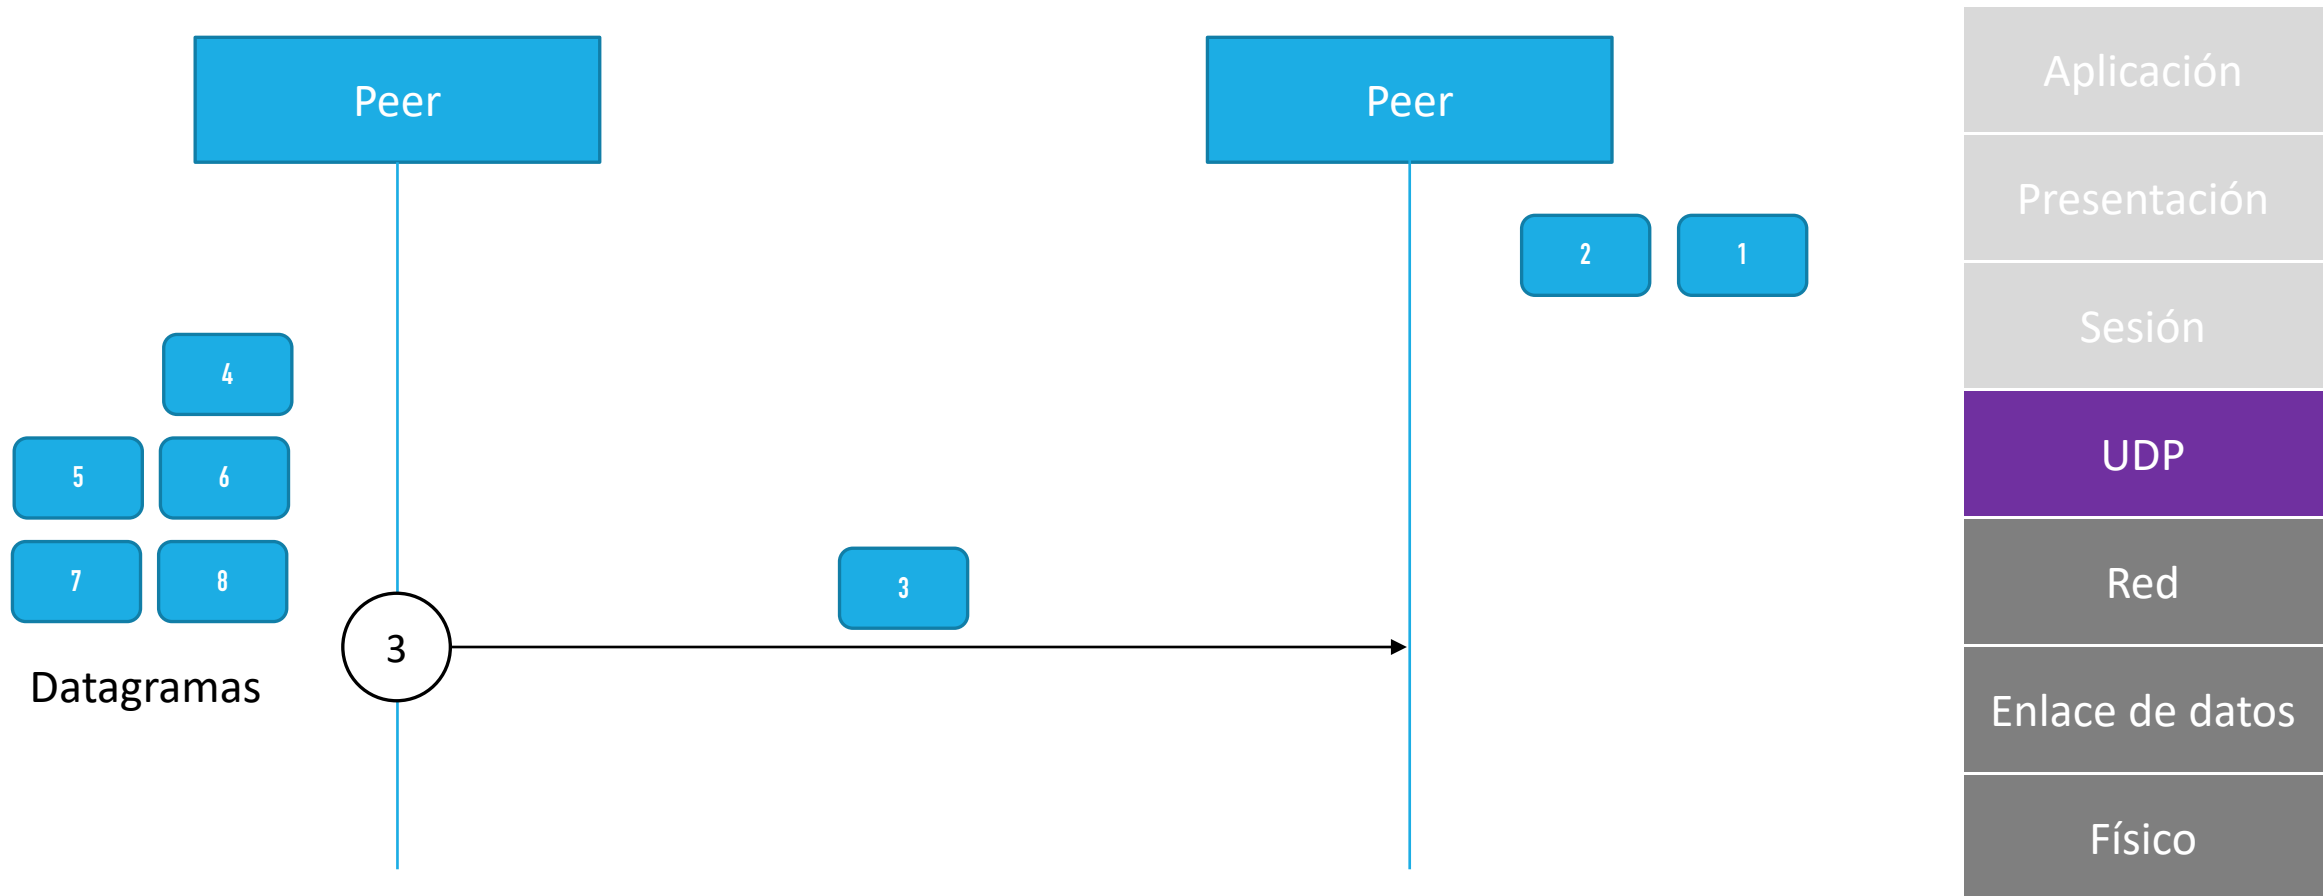 Peer
Peer
2
1
4
5
6
7
8
3
3
Datagramas
Aplicación
Presentación
Sesión
UDP
Red
Enlace de datos
Físico